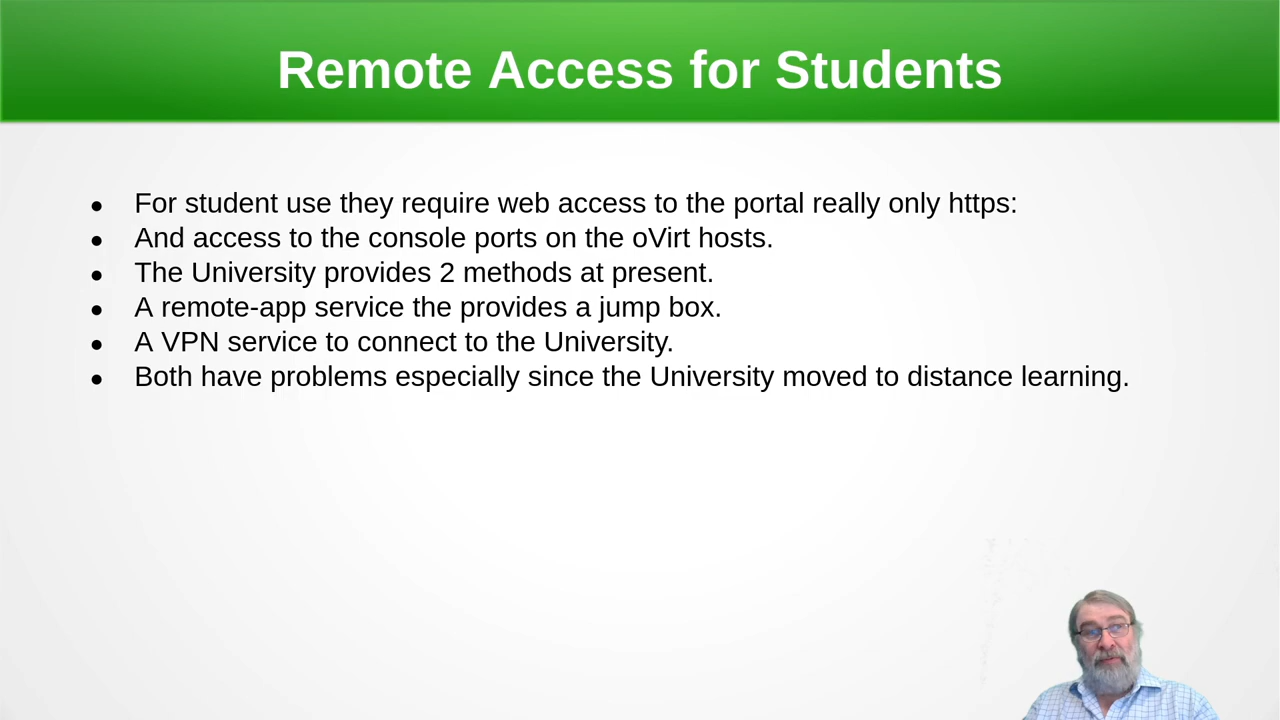 Remote Access for Students
● For student use they require web access to the portal really only https:
● And access to the console ports on the oVirt hosts.
● The University provides 2 methods at present.
● A remote-app service the provides a jump box.
● A VPN service to connect to the University.
● Both have problems especially since the University moved to distance learning.